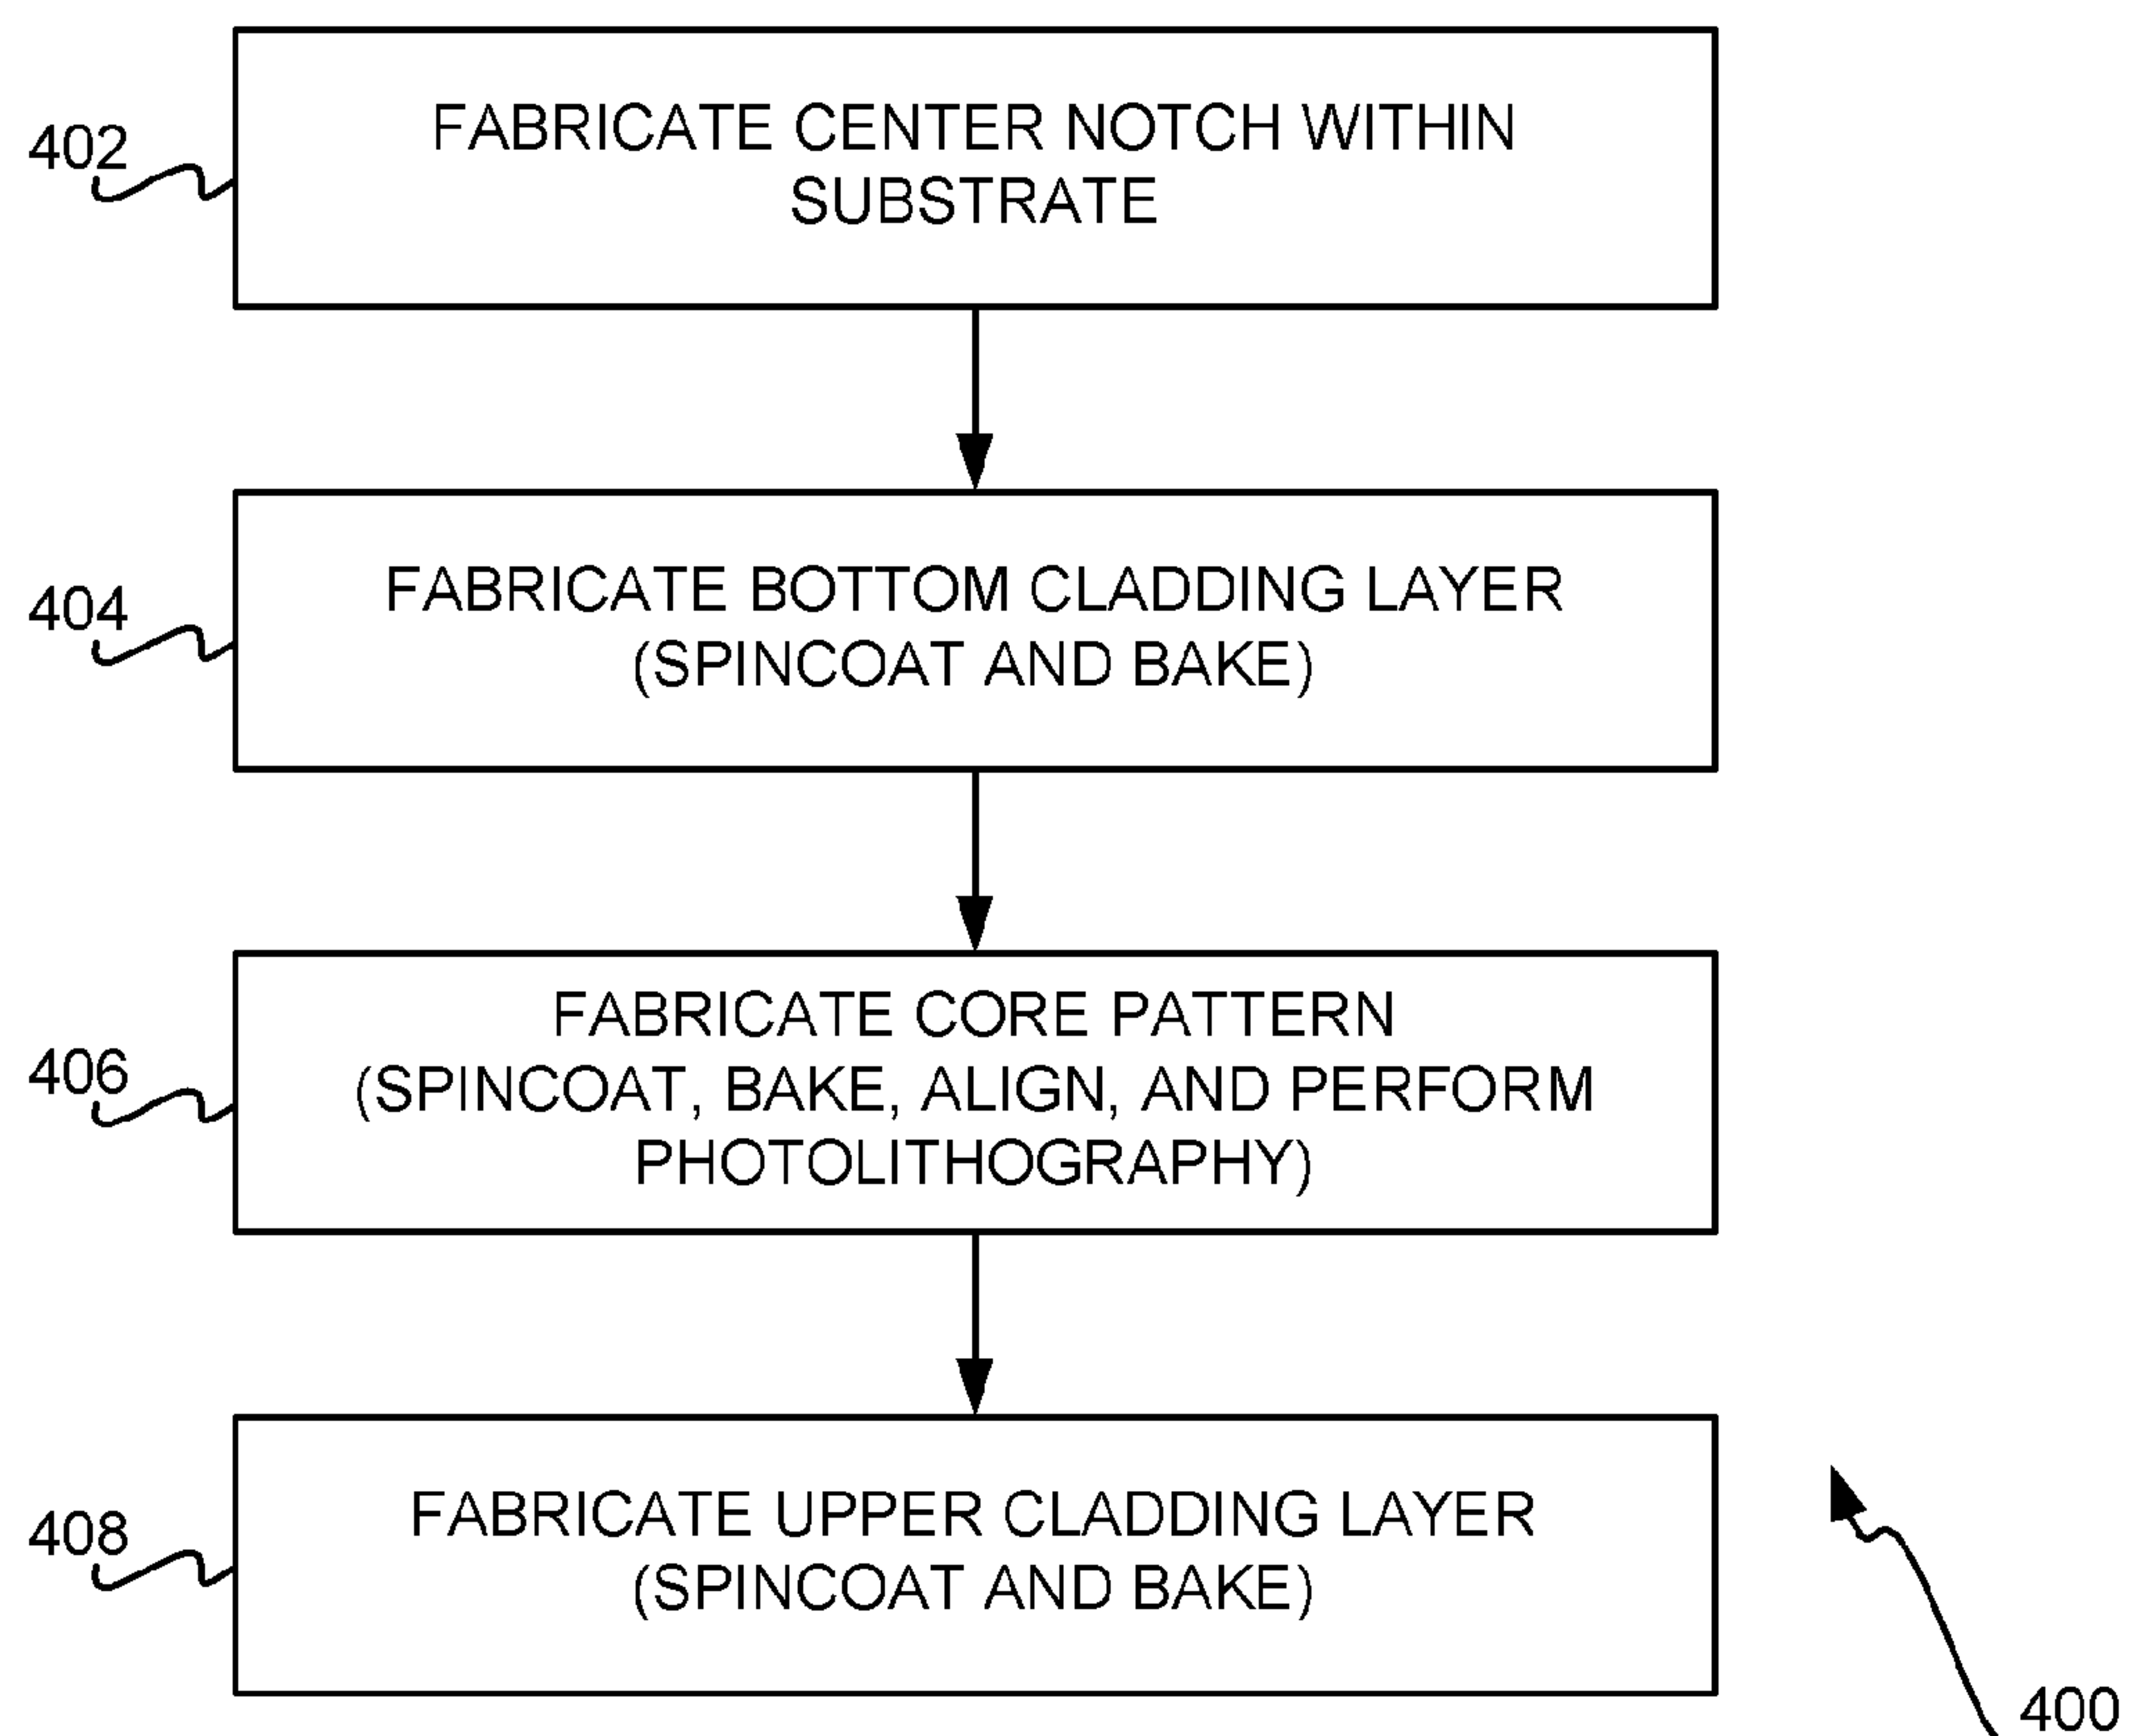 402
FABRICATE CENTER NOTCH WITHIN
SUBSTRATE
404
FABRICATE BOTTOM CLADDING LAYER
(SPINCOAT AND BAKE)
406
FABRICATE CORE PATTERN
(SPINCOAT, BAKE, ALIGN, AND PERFORM
PHOTOLITHOGRAPHY)
408
FABRICATE UPPER CLADDING LAYER
(SPINCOAT AND BAKE)
400